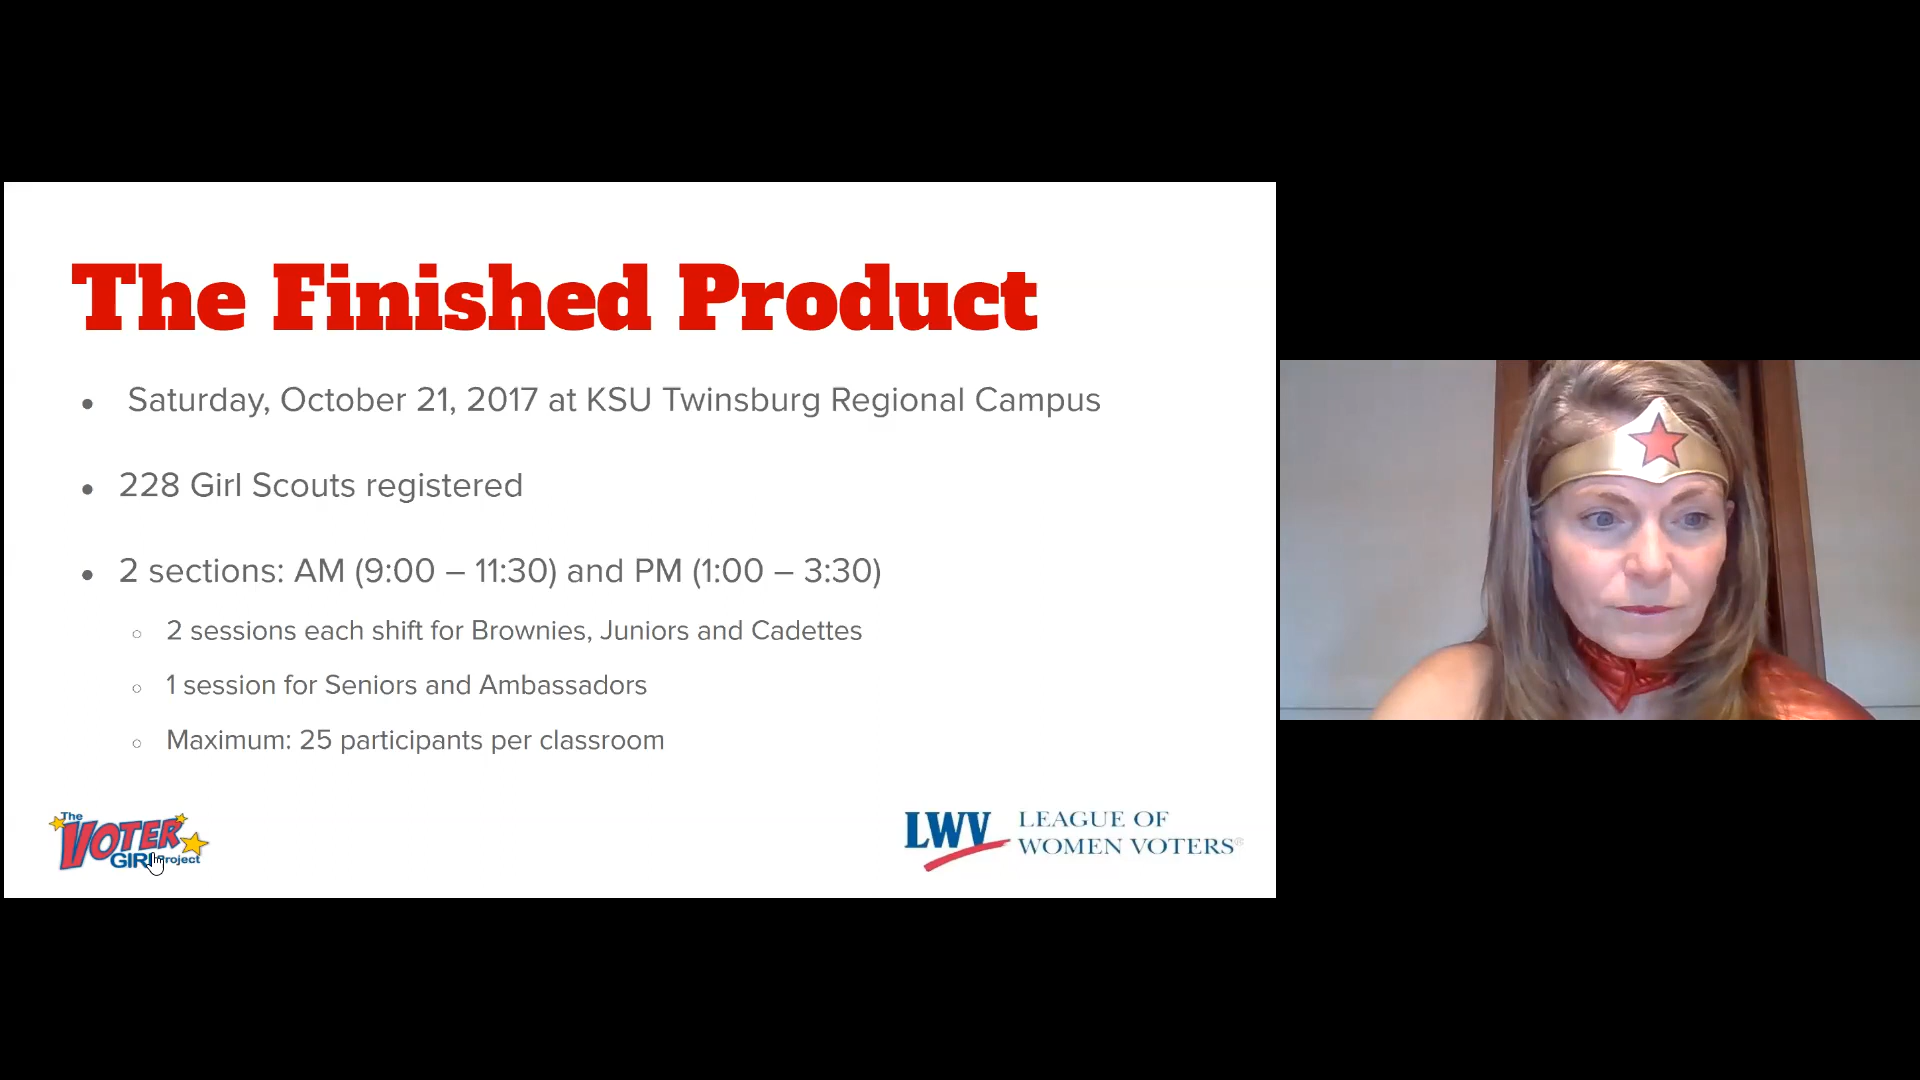 The Finished Product
Saturday, October 21, 2017 at KSU Twinsburg Regional Campus
228 Girl Scouts registered
2 sections: AM (9:00 – 11:30) and PM (1:00 – 3:30)
2 sessions each shift for Brownies, Juniors and Cadettes
1 session for Seniors and Ambassadors
Maximum: 25 participants per classroom
The
VOTER
GIRL Project
LWV
LEAGUE OF
WOMEN VOTERS®